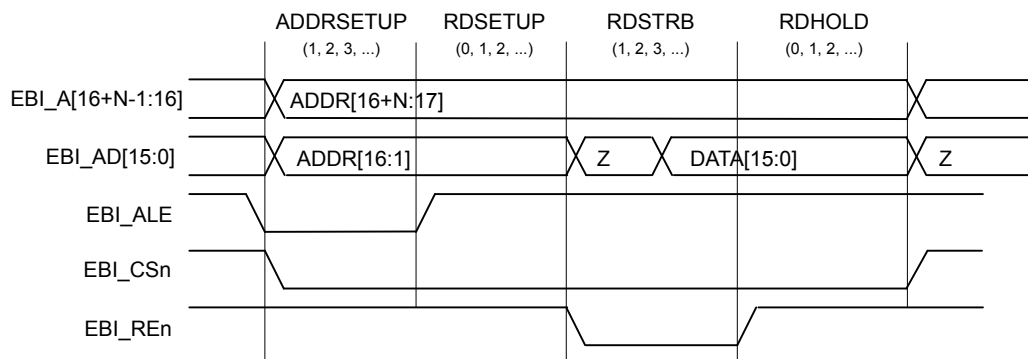 ADDRSETUP RDSETUP RDSTRB RDHOLD
(1, 2, 3, ...) (0, 1, 2, ...) (1, 2, 3, ...) (0, 1, 2, ...)
EBI_A[16+N-1:16] ADDR[16+N:17]
EBI_AD[15:0] ADDR[16:1] Z DATA[15:0] Z
EBI_ALE
EBI_CSn
EBI_REn